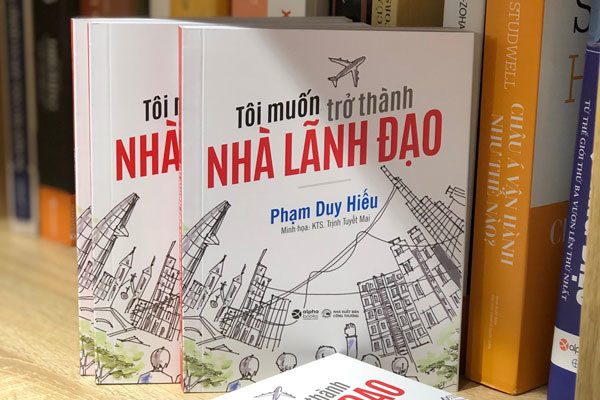 Tôi muốn trở thành
NHÀ LÃNH ĐẠO
Phạm Duy Hiếu
Minh họa: KTS. Trịnh Tuyết Mai
alpha books
NHÀ XUẤT BẢN
CÔNG THƯƠNG
Tôi m
NHÀ
thành
ĐẠO
STUDWELL
CHÂU Á VẬN HÀNH
NHƯ THẾ NÀO?
TỪ THẾ GIỚI THỨ BA VƯƠN LÊN THỨ NHẤT
alpha